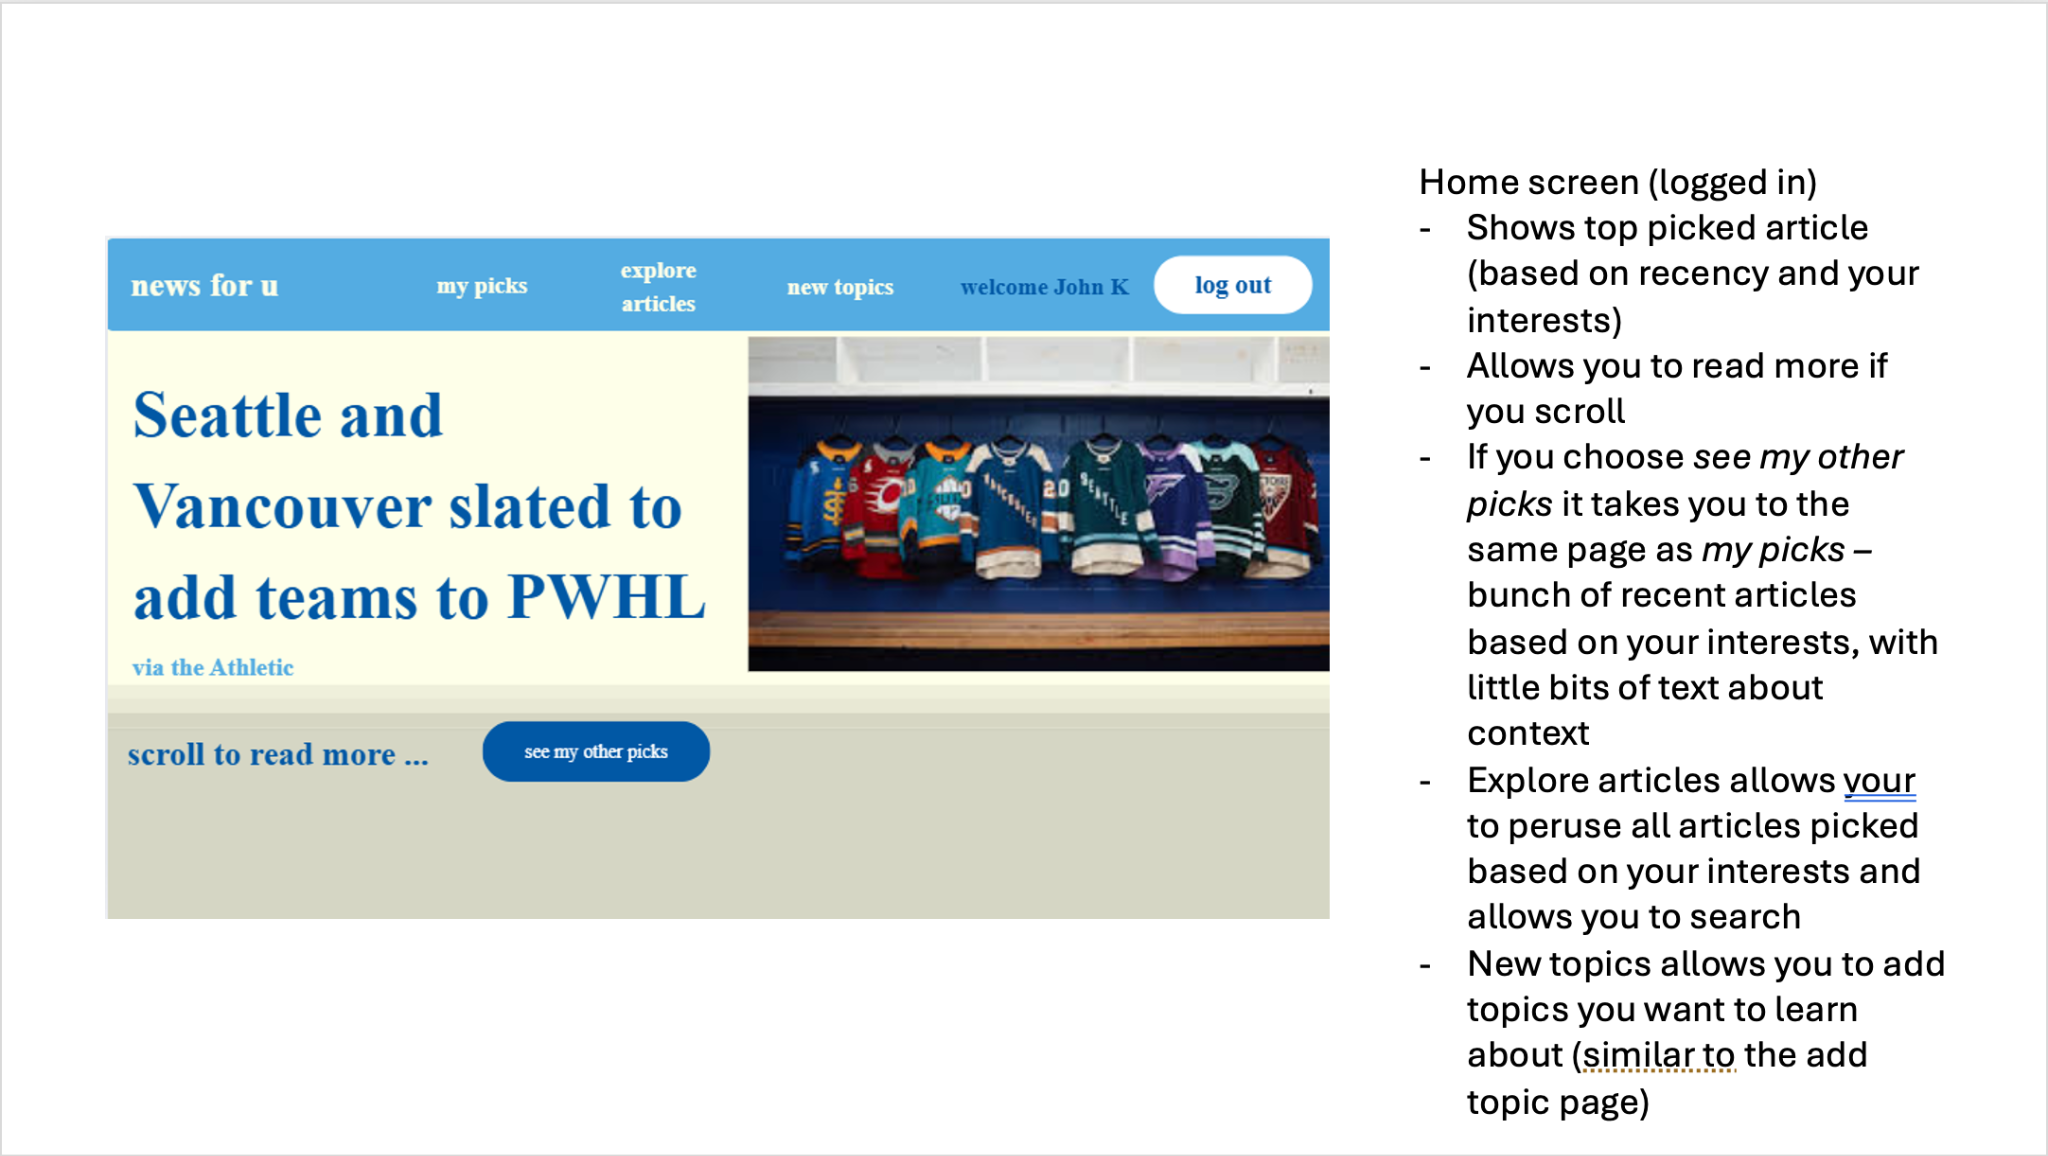 news for u
my picks
explore
articles
new topics
welcome John K
log out
Seattle and
Vancouver slated to
add teams to PWHL
via the Athletic
VANCOUVER
SEATTLE
scroll to read more ...
see my other picks
Home screen (logged in)
- Shows top picked article
(based on recency and your
interests)
- Allows you to read more if
you scroll
- If you choose see my other
picks it takes you to the
same page as my picks –
bunch of recent articles
based on your interests, with
little bits of text about
context
- Explore articles allows your
to peruse all articles picked
based on your interests and
allows you to search
- New topics allows you to add
topics you want to learn
about (similar to the add
topic page)